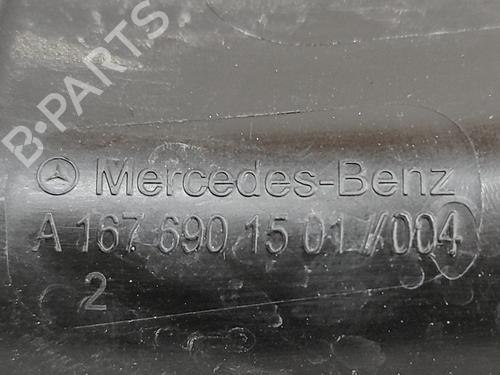 B-PARTS
Mercedes-Benz
A 167 690 15 01 //004
2